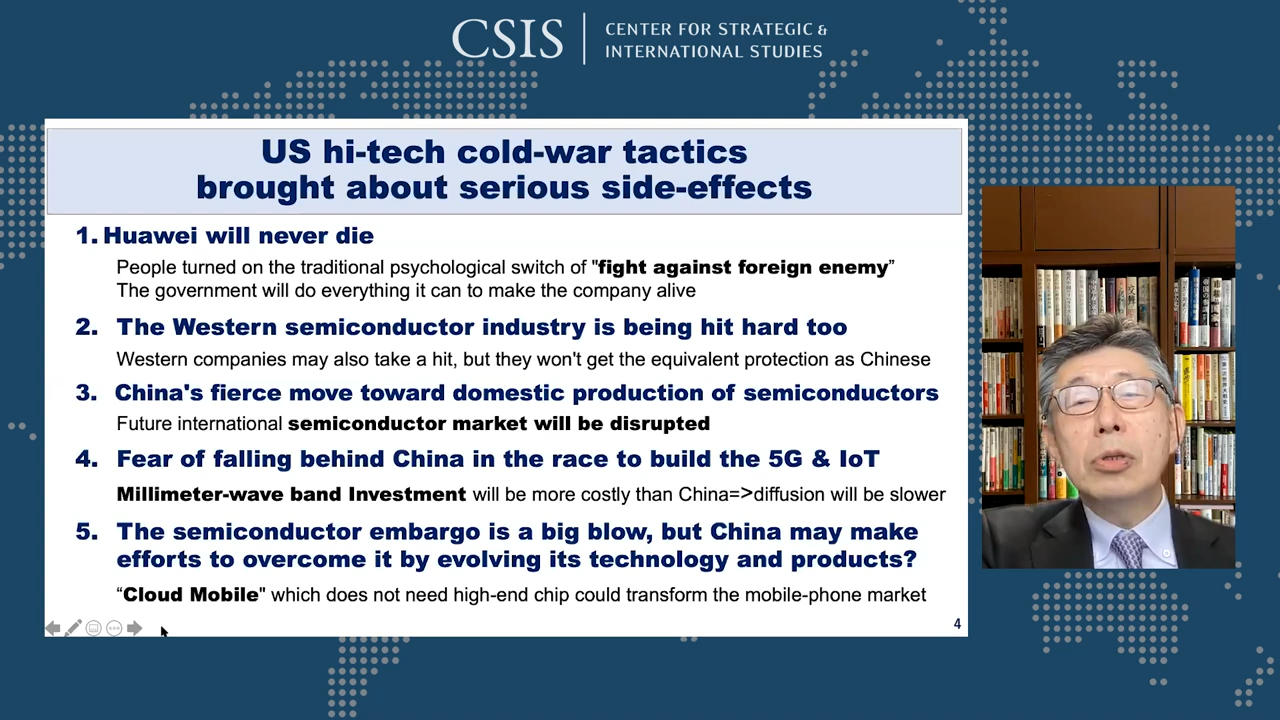 CSIS
CENTER FOR STRATEGIC &
INTERNATIONAL STUDIES
US hi-tech cold-war tactics
brought about serious side-effects
1. Huawei will never die
People turned on the traditional psychological switch of "fight against foreign enemy”
The government will do everything it can to make the company alive
2. The Western semiconductor industry is being hit hard too
Western companies may also take a hit, but they won't get the equivalent protection as Chinese
3. China's fierce move toward domestic production of semiconductors
Future international semiconductor market will be disrupted
4. Fear of falling behind China in the race to build the 5G & IoT
Millimeter-wave band Investment will be more costly than China=>diffusion will be slower
5. The semiconductor embargo is a big blow, but China may make
efforts to overcome it by evolving its technology and products?
“Cloud Mobile" which does not need high-end chip could transform the mobile-phone market
4